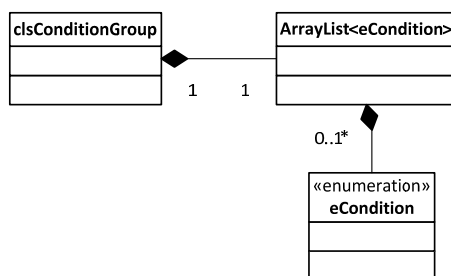 clsConditionGroup
ArrayList<eCondition>
1 1
0..1*
«enumeration»
eCondition